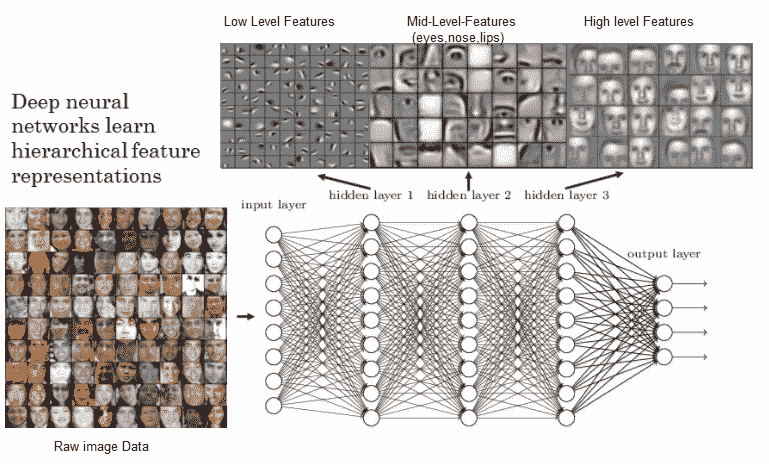 Low Level Features
Mid-Level-Features
(eyes,nose,lips)
High level Features
Deep neural
networks learn
hierarchical feature
representations
hidden layer 1
hidden layer 2
hidden layer 3
input layer
output layer
Raw image Data